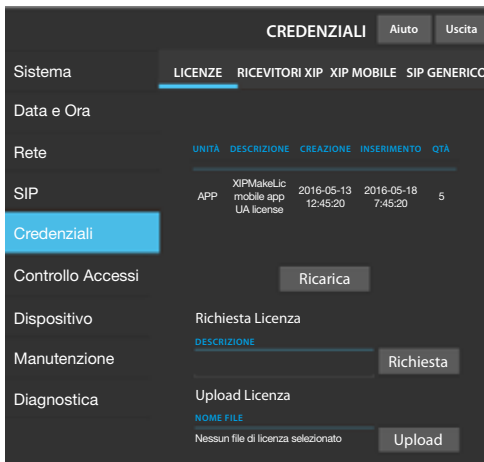 CREDENZIALI Aiuto Uscita
Sistema
Data e Ora
Rete
SIP
Credenziali
Controllo Accessi
Dispositivo
Manutenzione
Diagnostica
LICENZE RICEVITORI XIP XIP MOBILE SIP GENERICO
UNITÀ DESCRIZIONE CREAZIONE INSERIMENTO QTÀ
APP XIPMakeLic mobile app UA license 2016-05-13 12:45:20 2016-05-18 7:45:20 5
Ricarica
Richiesta Licenza
DESCRIZIONE
Richiesta
Upload Licenza
NOME FILE
Nessun file di licenza selezionato Upload